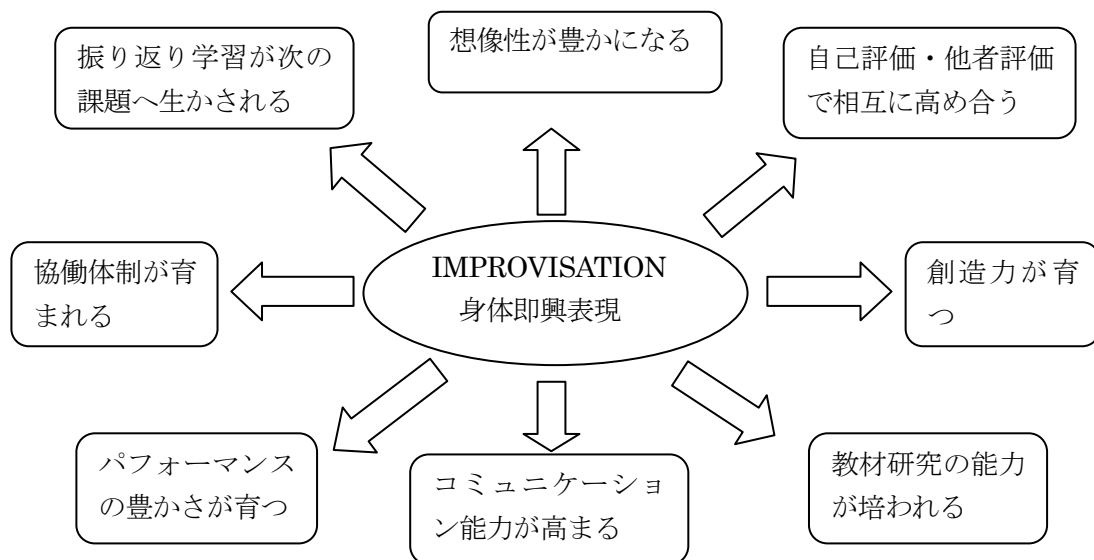 振り返り学習が次の
課題へ生かされる
想像性が豊かになる
自己評価・他者評価
で相互に高め合う
協働体制が育
まれる
IMPROVISATION
身体即興表現
創造力が育
つ
パフォーマンス
の豊かさが育つ
コミュニケーショ
ン能力が高まる
教材研究の能力
が培われる